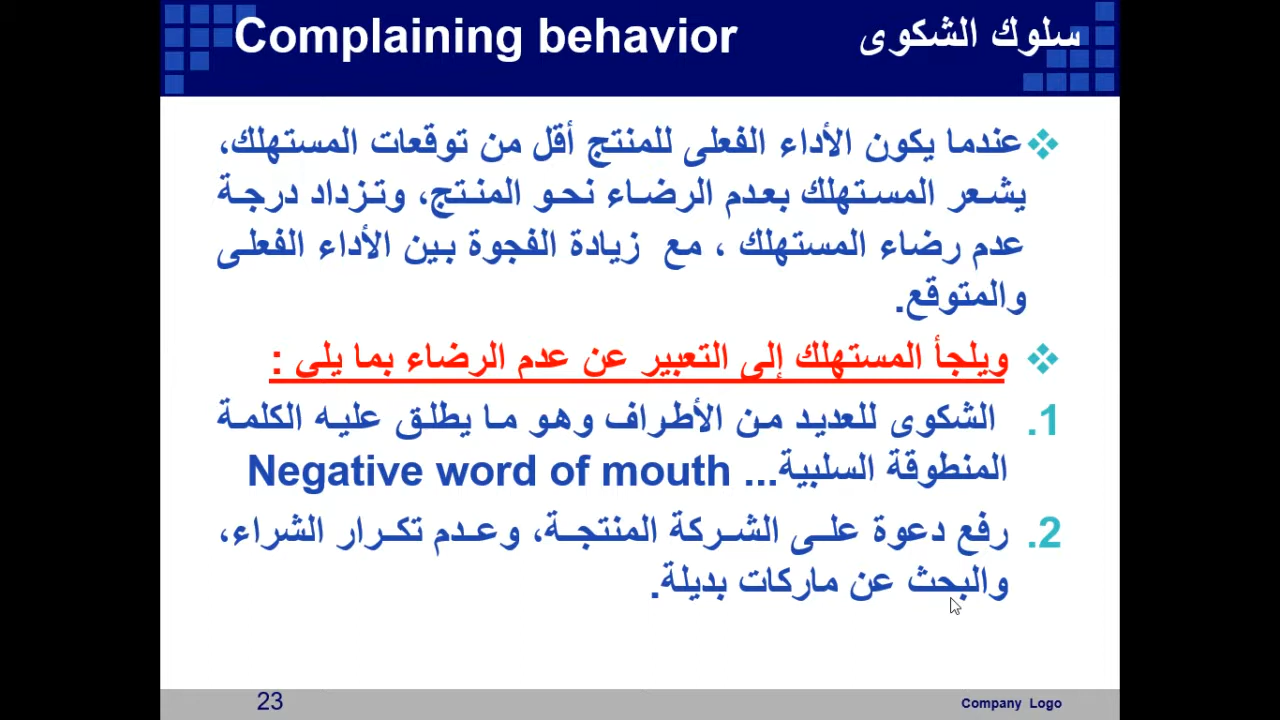 سلوك الشكوى Complaining behavior
عندما يكون الأداء الفعلى للمنتج أقل من توقعات المستهلك،
يشعر المستهلك بعدم الرضاء نحو المنتج، وتزداد درجة
عدم رضاء المستهلك ، مع زيادة الفجوة بين الأداء الفعلى
والمتوقع.
ويلجأ المستهلك إلى التعبير عن عدم الرضاء بما يلي :
1. الشكوى للعديد من الأطراف وهو ما يطلق عليه الكلمة
المنطوقة السلبية... Negative word of mouth
2. رفع دعوة على الشركة المنتجة، وعدم تكرار الشراء،
والبحث عن ماركات بديلة.
23
Company Logo